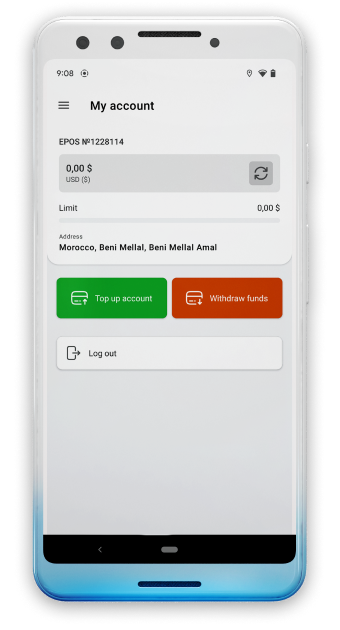 9:08
My account
EPOS №1228114
0,00 $
USD ($)
Limit 0,00 $
Address
Morocco, Beni Mellal, Beni Mellal Amal
Top up account Withdraw funds
Log out